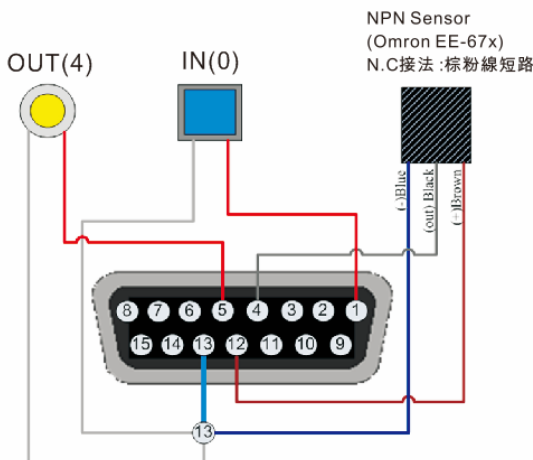 NPN Sensor
(Omron EE-67x)
N.C接法 :棕粉線短路
OUT(4)
IN(0)
(-)Blue
(out) Black
(+)Brown
8 7 6 5 4 3 2 1
15 14 13 12 11 10 9
13